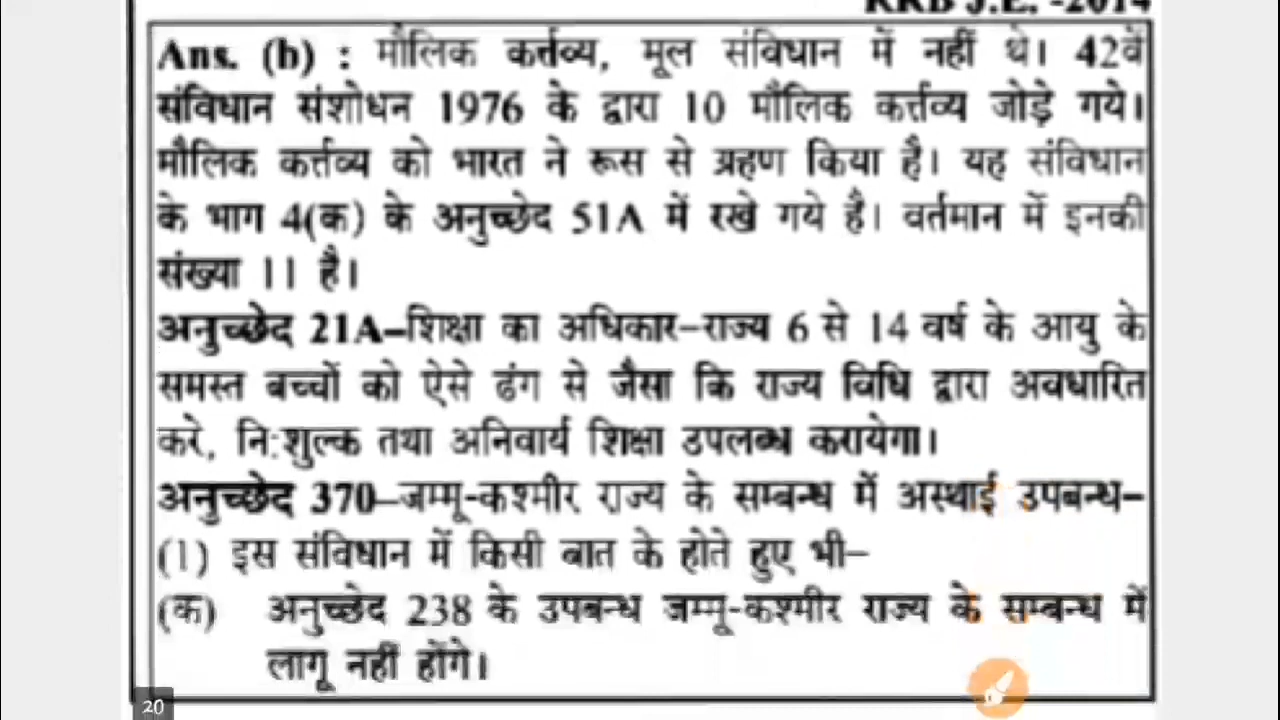 RRB J.E. -2014
Ans. (b) : मौलिक कर्त्तव्य, मूल संविधान में नहीं थे। 42वें
संविधान संशोधन 1976 के द्वारा 10 मौलिक कर्त्तव्य जोड़े गये।
मौलिक कर्त्तव्य को भारत ने रूस से ग्रहण किया है। यह संविधान
के भाग 4(क) के अनुच्छेद 51A में रखे गये है। वर्तमान में इनकी
संख्या 11 है।
अनुच्छेद 21A–शिक्षा का अधिकार–राज्य 6 से 14 वर्ष के आयु के
समस्त बच्चों को ऐसे ढंग से जैसा कि राज्य विधि द्वारा अवधारित
करे, नि:शुल्क तथा अनिवार्य शिक्षा उपलब्ध करायेगा।
अनुच्छेद 370–जम्मू-कश्मीर राज्य के सम्बन्ध में अस्थाई उपबन्ध–
(1) इस संविधान में किसी बात के होते हुए भी–
(क) अनुच्छेद 238 के उपबन्ध जम्मू-कश्मीर राज्य के सम्बन्ध में
लागू नहीं होंगे।
20